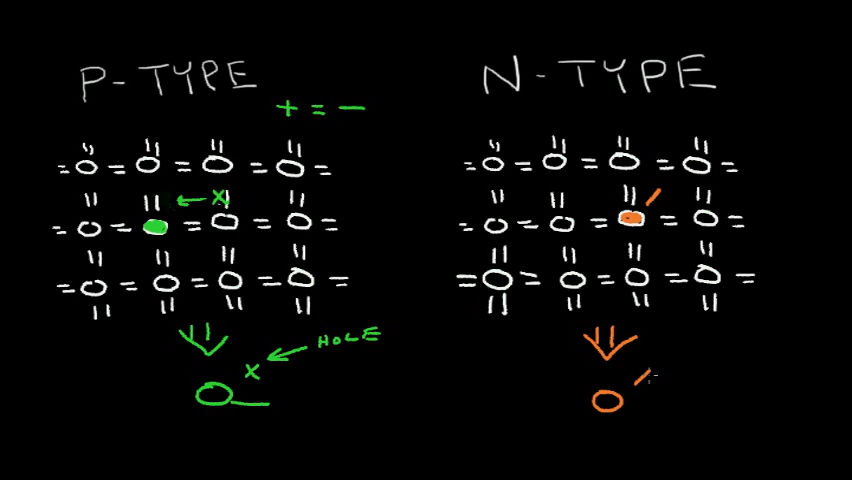 P-TYPE
N-TYPE
+ = -
X
HOLE
X